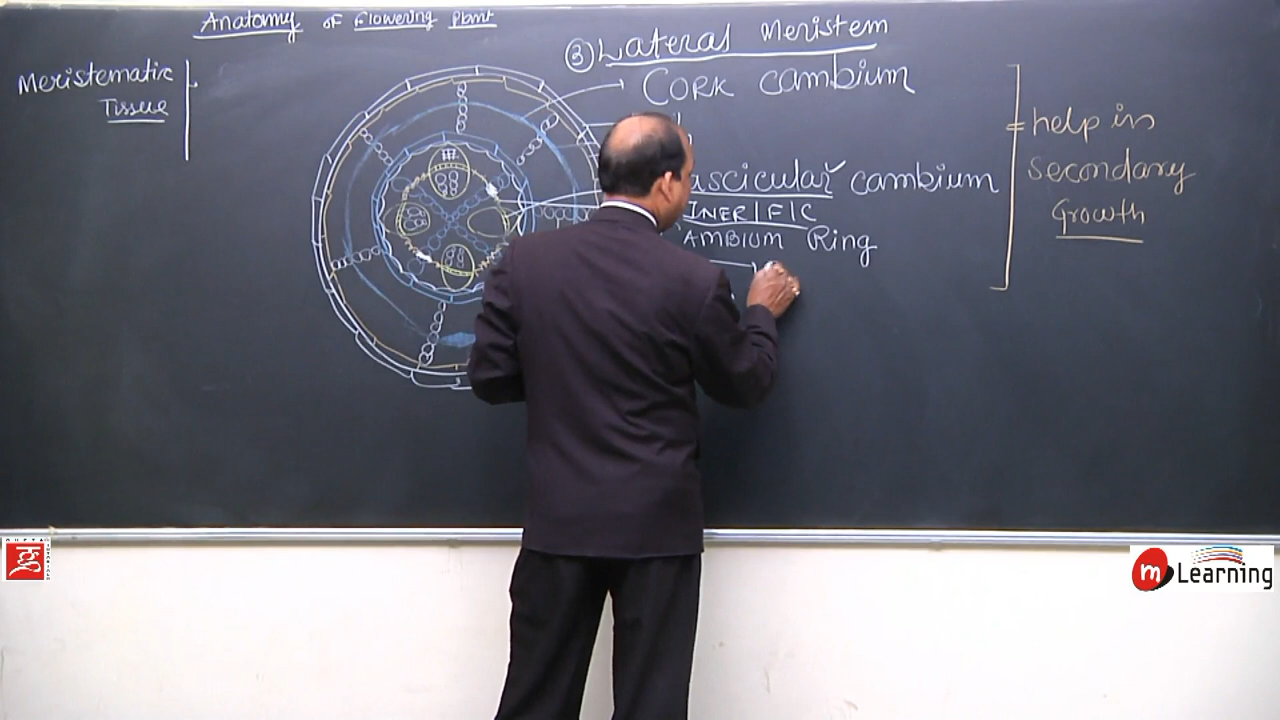 Anatomy of Flowering Plant
Meristematic
Tissue
③ Lateral Meristem
CORK cambium
ascicular cambium
INERIFIC
AMBIUM Ring
help in
secondary
Growth
m Learning